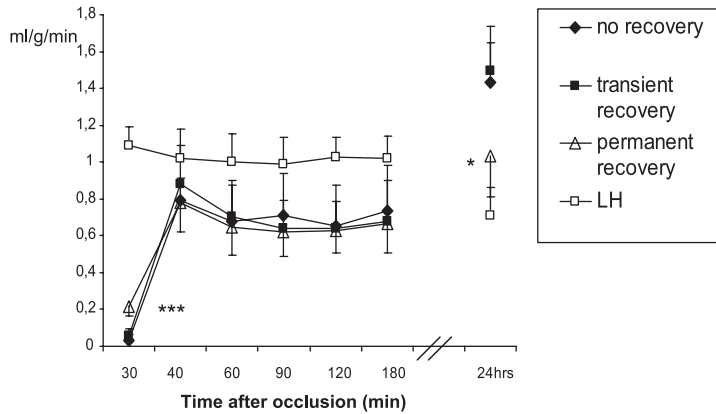 ml/g/min
1,8
1,6
1,4
1,2
1
0,8
0,6
0,4
0,2
0
*
***
30 40 60 90 120 180 24hrs
Time after occlusion (min)
no recovery
transient
recovery
permanent
recovery
LH